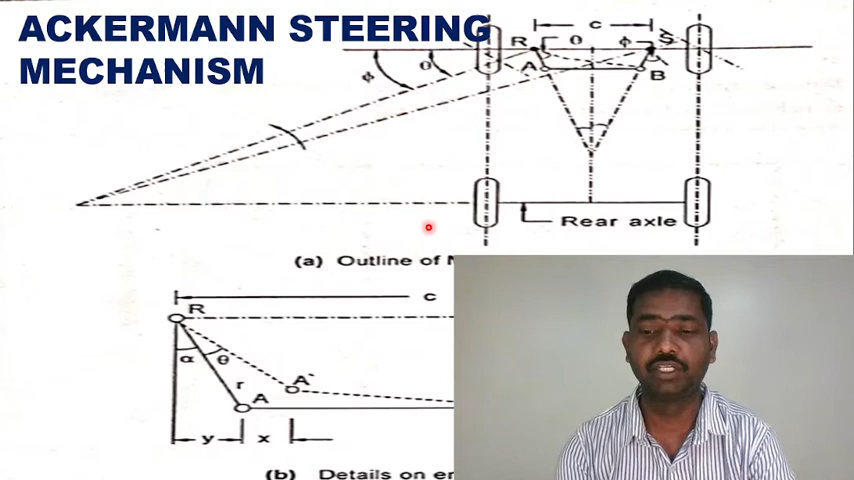 ACKERMANN STEERING
MECHANISM
c
R θ ϕ S
ϕ θ A B
Rear axle
(a) Outline of
c
R
α θ
r A'
A
y x
(b) Details on